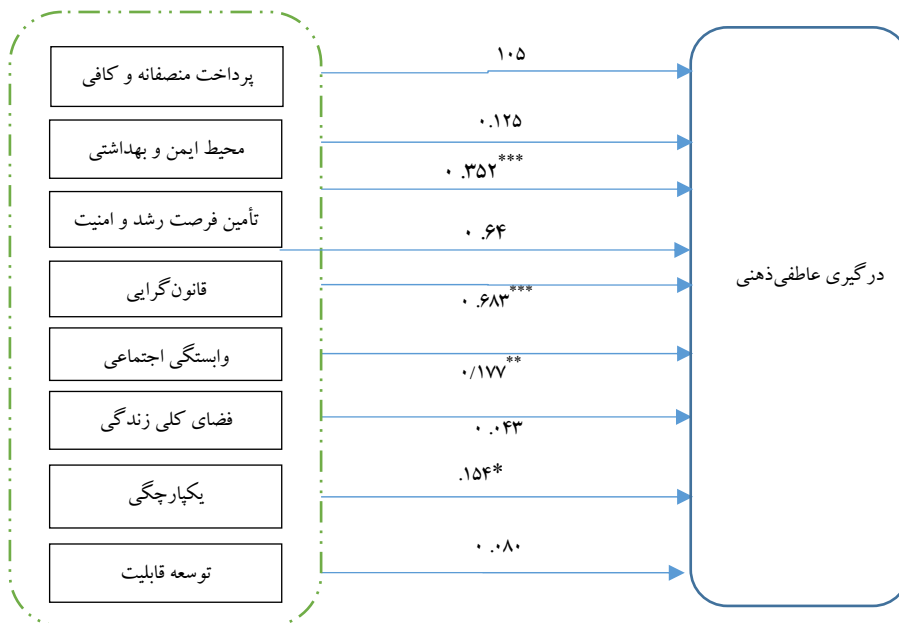 پرداخت منصفانه و کافی
محیط ایمن و بهداشتی
تأمین فرصت رشد و امنیت
قانون‌گرایی
وابستگی اجتماعی
فضای کلی زندگی
یکپارچگی
توسعه قابلیت
۱۰۵
۰.۱۲۵
۰.۳۵۲***
۰.۶۴
۰.۶۸۳***
۰/۱۷۷**
۰.۰۴۳
.۱۵۴*
۰.۰۸۰
درگیری عاطفی‌ذهنی